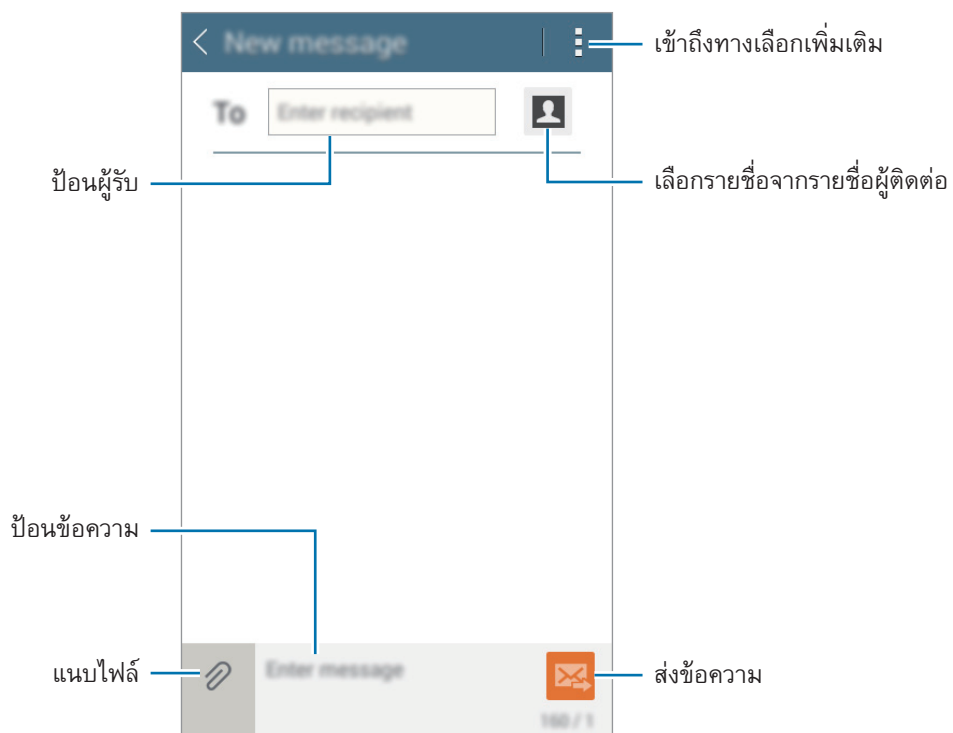 New message
เข้าถึงทางเลือกเพิ่มเติม
To
Enter recipient
ป้อนผู้รับ
เลือกรายชื่อจากรายชื่อผู้ติดต่อ
ป้อนข้อความ
แนบไฟล์
Enter message
ส่งข้อความ
160 / 1